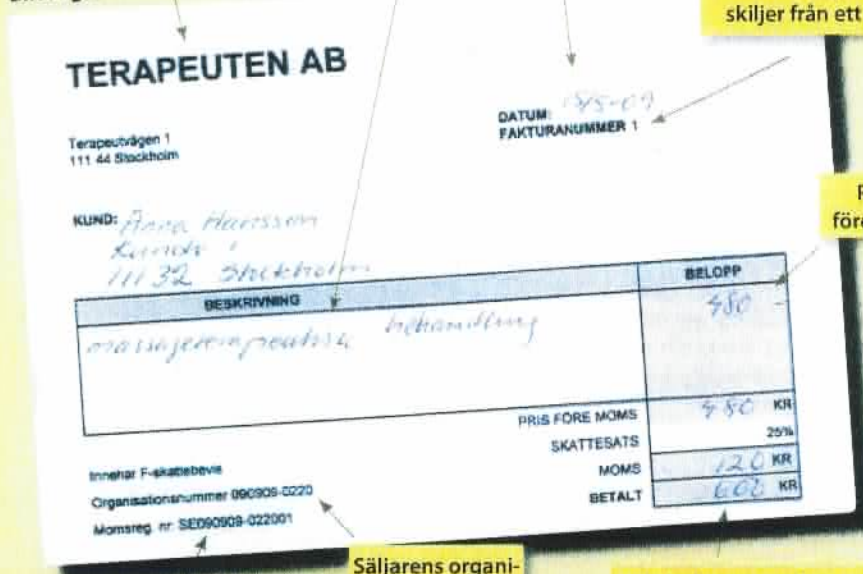 skiljer från ett
TERAPEUTEN AB
Terapeutvägen 1
111 44 Stockholm
DATUM: 15/5-09
FAKTURANUMMER 1
KUND: Anna Hansson
111 32 Stockholm
före
BESKRIVNING BELOPP
massageterapeutisk behandling 480 -
PRIS FÖRE MOMS 480 KR
SKATTESATS 25%
MOMS 120 KR
BETALT 600 KR
Innehar F-skattebevis
Organisationsnummer 090909-0220
Momsreg. nr: SE090909-022001
Säljarens organi-